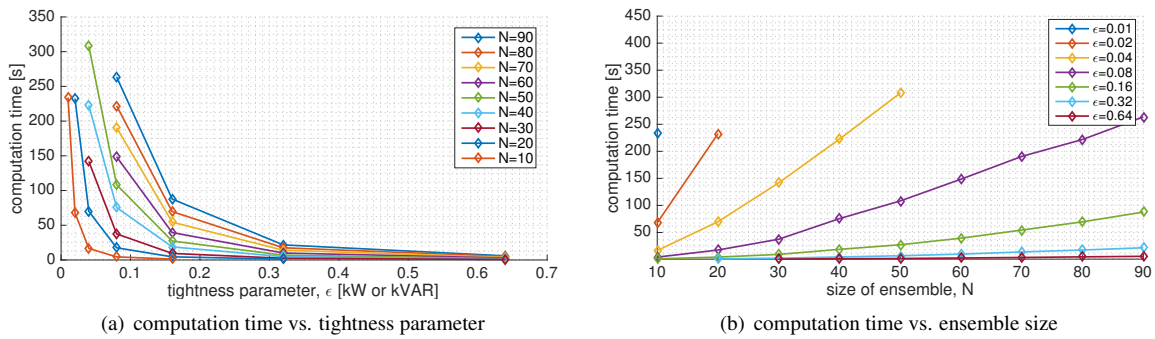 350
300
250
200
150
100
50
0
computation time [s]
0
0.1
0.2
0.3
0.4
0.5
0.6
0.7
tightness parameter, ϵ [kW or kVAR]
N=90
N=80
N=70
N=60
N=50
N=40
N=30
N=20
N=10
(a) computation time vs. tightness parameter
450
400
350
300
250
200
150
100
50
computation time [s]
10
20
30
40
50
60
70
80
90
size of ensemble, N
ϵ=0.01
ϵ=0.02
ϵ=0.04
ϵ=0.08
ϵ=0.16
ϵ=0.32
ϵ=0.64
(b) computation time vs. ensemble size